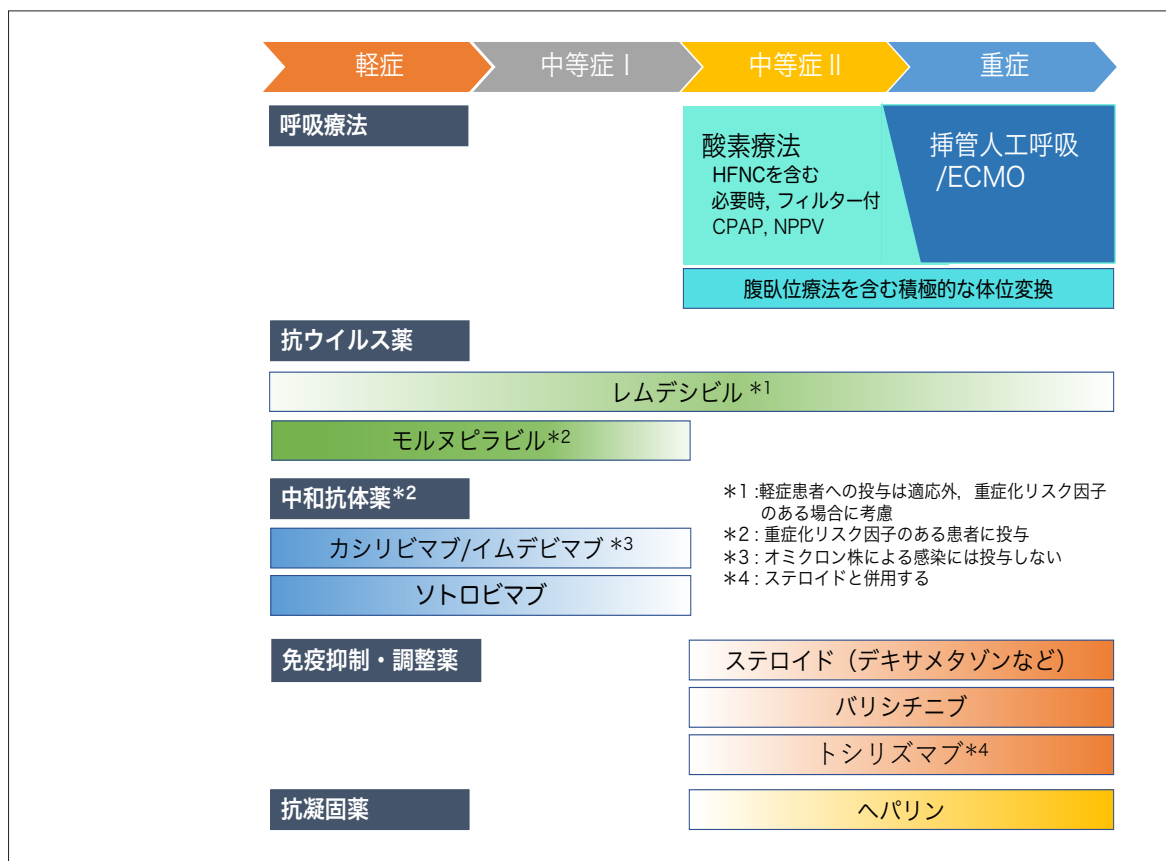 軽症
中等症Ⅰ
中等症Ⅱ
重症
呼吸療法
酸素療法
HFNCを含む
必要時, フィルター付
CPAP, NPPV
挿管人工呼吸
/ECMO
腹臥位療法を含む積極的な体位変換
抗ウイルス薬
レムデシビル *1
モルヌピラビル*2
中和抗体薬*2
カシリビマブ/イムデビマブ *3
ソトロビマブ
*1 :軽症患者への投与は適応外，重症化リスク因子
のある場合に考慮
*2 : 重症化リスク因子のある患者に投与
*3 : オミクロン株による感染には投与しない
*4 : ステロイドと併用する
免疫抑制・調整薬
ステロイド（デキサメタゾンなど）
バリシチニブ
トシリズマブ*4
抗凝固薬
ヘパリン